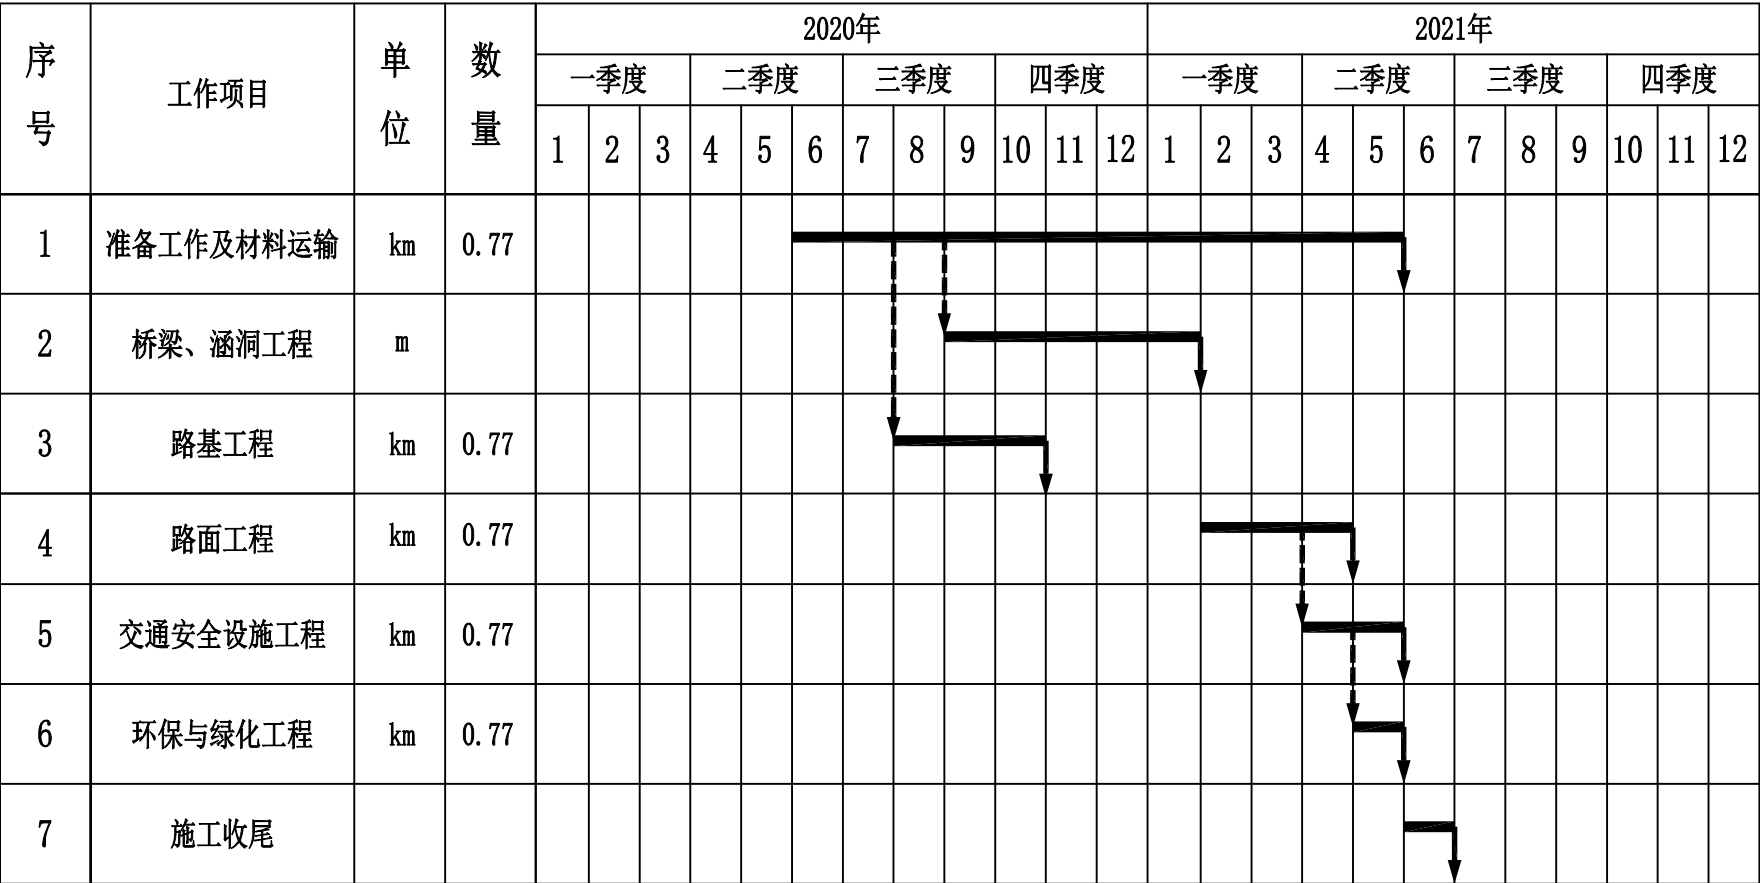 序号 工作项目 单位 数量 2020年 2021年
一季度 二季度 三季度 四季度 一季度 二季度 三季度 四季度
1 2 3 4 5 6 7 8 9 10 11 12 1 2 3 4 5 6 7 8 9 10 11 12
1 准备工作及材料运输 km 0.77
2 桥梁、涵洞工程 m
3 路基工程 km 0.77
4 路面工程 km 0.77
5 交通安全设施工程 km 0.77
6 环保与绿化工程 km 0.77
7 施工收尾